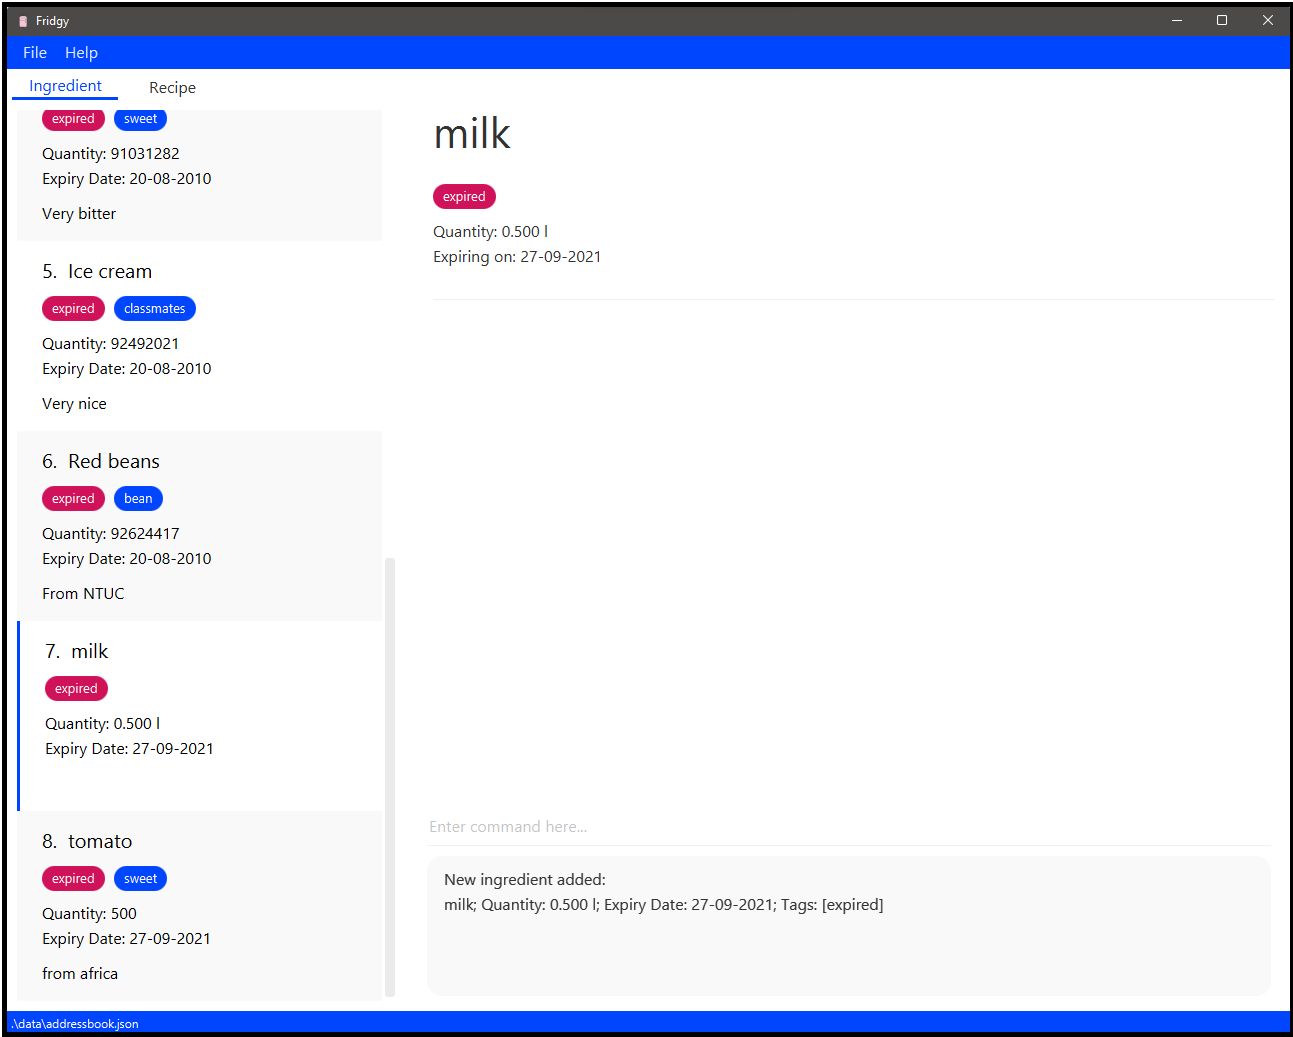 Fridgy
File Help
Ingredient Recipe
expired sweet
Quantity: 91031282
Expiry Date: 20-08-2010
Very bitter
5. Ice cream
expired classmates
Quantity: 92492021
Expiry Date: 20-08-2010
Very nice
6. Red beans
expired bean
Quantity: 92624417
Expiry Date: 20-08-2010
From NTUC
7. milk
expired
Quantity: 0.500 l
Expiry Date: 27-09-2021
8. tomato
expired sweet
Quantity: 500
Expiry Date: 27-09-2021
from africa
milk
expired
Quantity: 0.500 l
Expiring on: 27-09-2021
Enter command here...
New ingredient added:
milk; Quantity: 0.500 l; Expiry Date: 27-09-2021; Tags: [expired]
.\data\addressbook.json